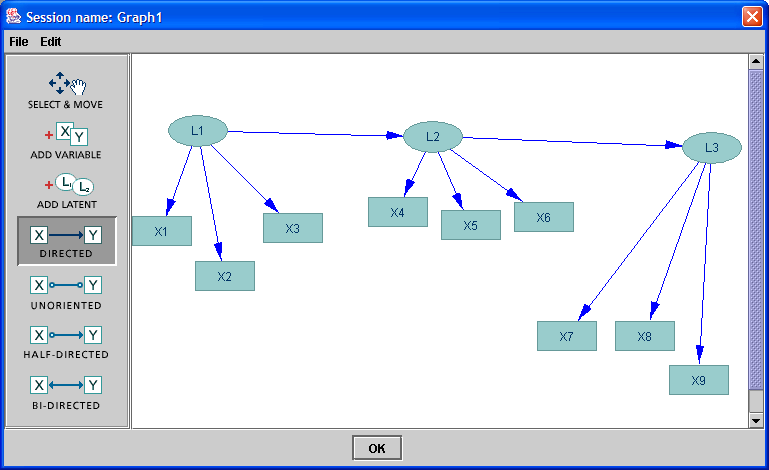 Session name: Graph1
File Edit
SELECT & MOVE
X Y
ADD VARIABLE
L1 L2
ADD LATENT
X Y
DIRECTED
X Y
UNORIENTED
X Y
HALF-DIRECTED
X Y
BI-DIRECTED
L1
L2
L3
X1
X2
X3
X4
X5
X6
X7
X8
X9
OK